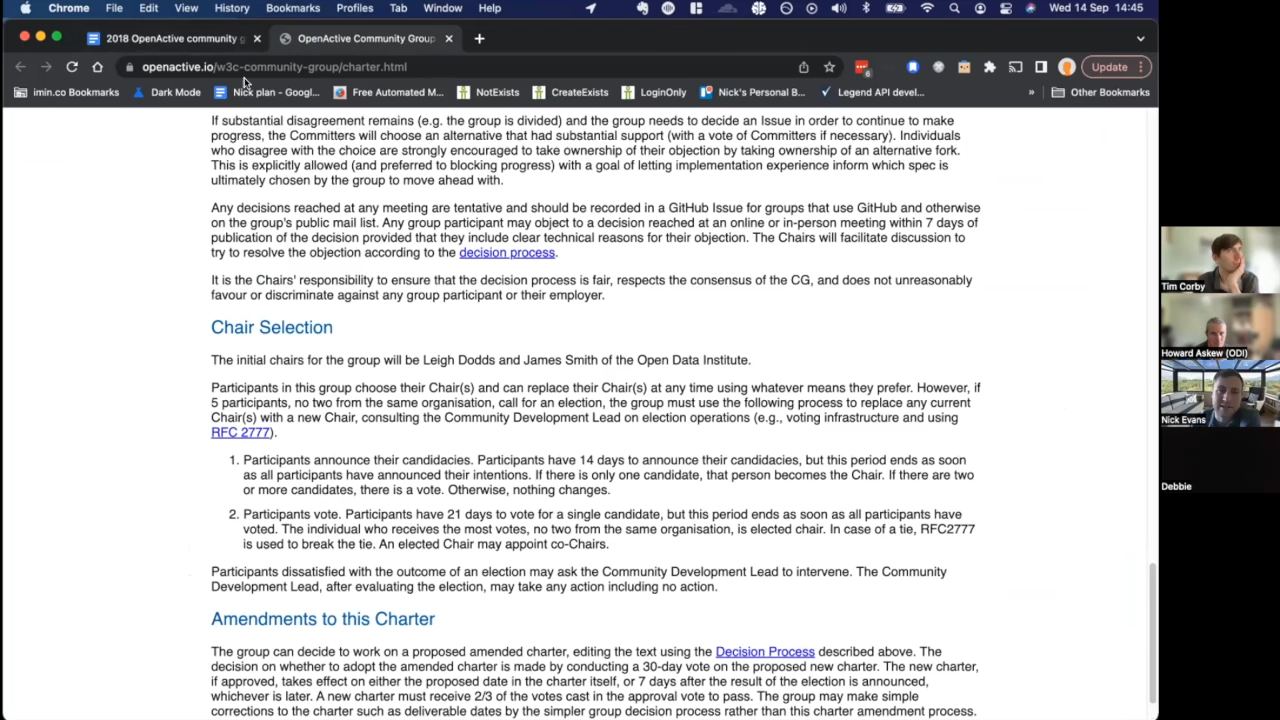 Chrome File Edit View History Bookmarks Profiles Tab Window Help Wed 14 Sep 14:45
2018 OpenActive community g OpenActive Community Group
openactive.io/w3c-community-group/charter.html 6 Update
imin.co Bookmarks Dark Mode Nick plan - Googl... Free Automated M... NotExists CreateExists LoginOnly Nick's Personal B... Legend API devel... » Other Bookmarks
If substantial disagreement remains (e.g. the group is divided) and the group needs to decide an Issue in order to continue to make
progress, the Committers will choose an alternative that had substantial support (with a vote of Committers if necessary). Individuals
who disagree with the choice are strongly encouraged to take ownership of their objection by taking ownership of an alternative fork.
This is explicitly allowed (and preferred to blocking progress) with a goal of letting implementation experience inform which spec is
ultimately chosen by the group to move ahead with.
Any decisions reached at any meeting are tentative and should be recorded in a GitHub Issue for groups that use GitHub and otherwise
on the group's public mail list. Any group participant may object to a decision reached at an online or in-person meeting within 7 days of
publication of the decision provided that they include clear technical reasons for their objection. The Chairs will facilitate discussion to
try to resolve the objection according to the decision process.
It is the Chairs' responsibility to ensure that the decision process is fair, respects the consensus of the CG, and does not unreasonably
favour or discriminate against any group participant or their employer.
Chair Selection
The initial chairs for the group will be Leigh Dodds and James Smith of the Open Data Institute.
Participants in this group choose their Chair(s) and can replace their Chair(s) at any time using whatever means they prefer. However, if
5 participants, no two from the same organisation, call for an election, the group must use the following process to replace any current
Chair(s) with a new Chair, consulting the Community Development Lead on election operations (e.g., voting infrastructure and using
RFC 2777).
1. Participants announce their candidacies. Participants have 14 days to announce their candidacies, but this period ends as soon
as all participants have announced their intentions. If there is only one candidate, that person becomes the Chair. If there are two
or more candidates, there is a vote. Otherwise, nothing changes.
2. Participants vote. Participants have 21 days to vote for a single candidate, but this period ends as soon as all participants have
voted. The individual who receives the most votes, no two from the same organisation, is elected chair. In case of a tie, RFC2777
is used to break the tie. An elected Chair may appoint co-Chairs.
Participants dissatisfied with the outcome of an election may ask the Community Development Lead to intervene. The Community
Development Lead, after evaluating the election, may take any action including no action.
Amendments to this Charter
The group can decide to work on a proposed amended charter, editing the text using the Decision Process described above. The
decision on whether to adopt the amended charter is made by conducting a 30-day vote on the proposed new charter. The new charter,
if approved, takes effect on either the proposed date in the charter itself, or 7 days after the result of the election is announced,
whichever is later. A new charter must receive 2/3 of the votes cast in the approval vote to pass. The group may make simple
corrections to the charter such as deliverable dates by the simpler group decision process rather than this charter amendment process.
Tim Corby
Howard Askew (ODI)
Nick Evans
Debbie